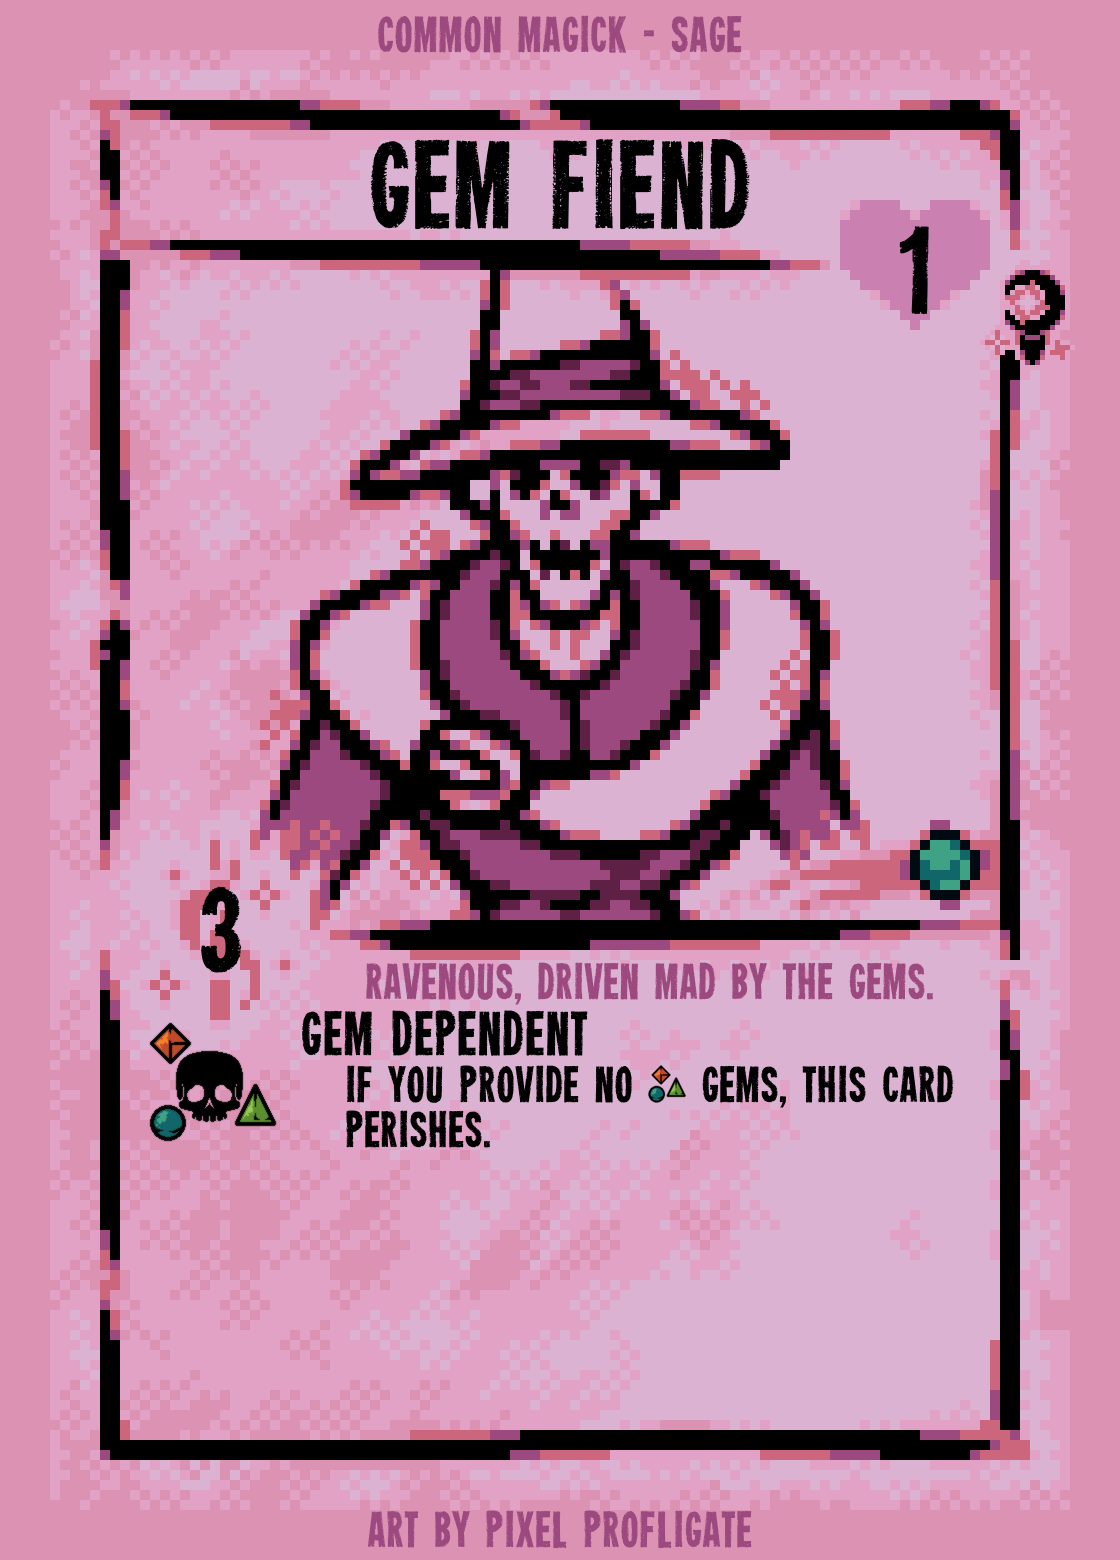 COMMON MAGICK - SAGE
GEM FIEND
1
3
RAVENOUS, DRIVEN MAD BY THE GEMS.
GEM DEPENDENT
IF YOU PROVIDE NO GEMS, THIS CARD
PERISHES.
ART BY PIXEL PROFLIGATE